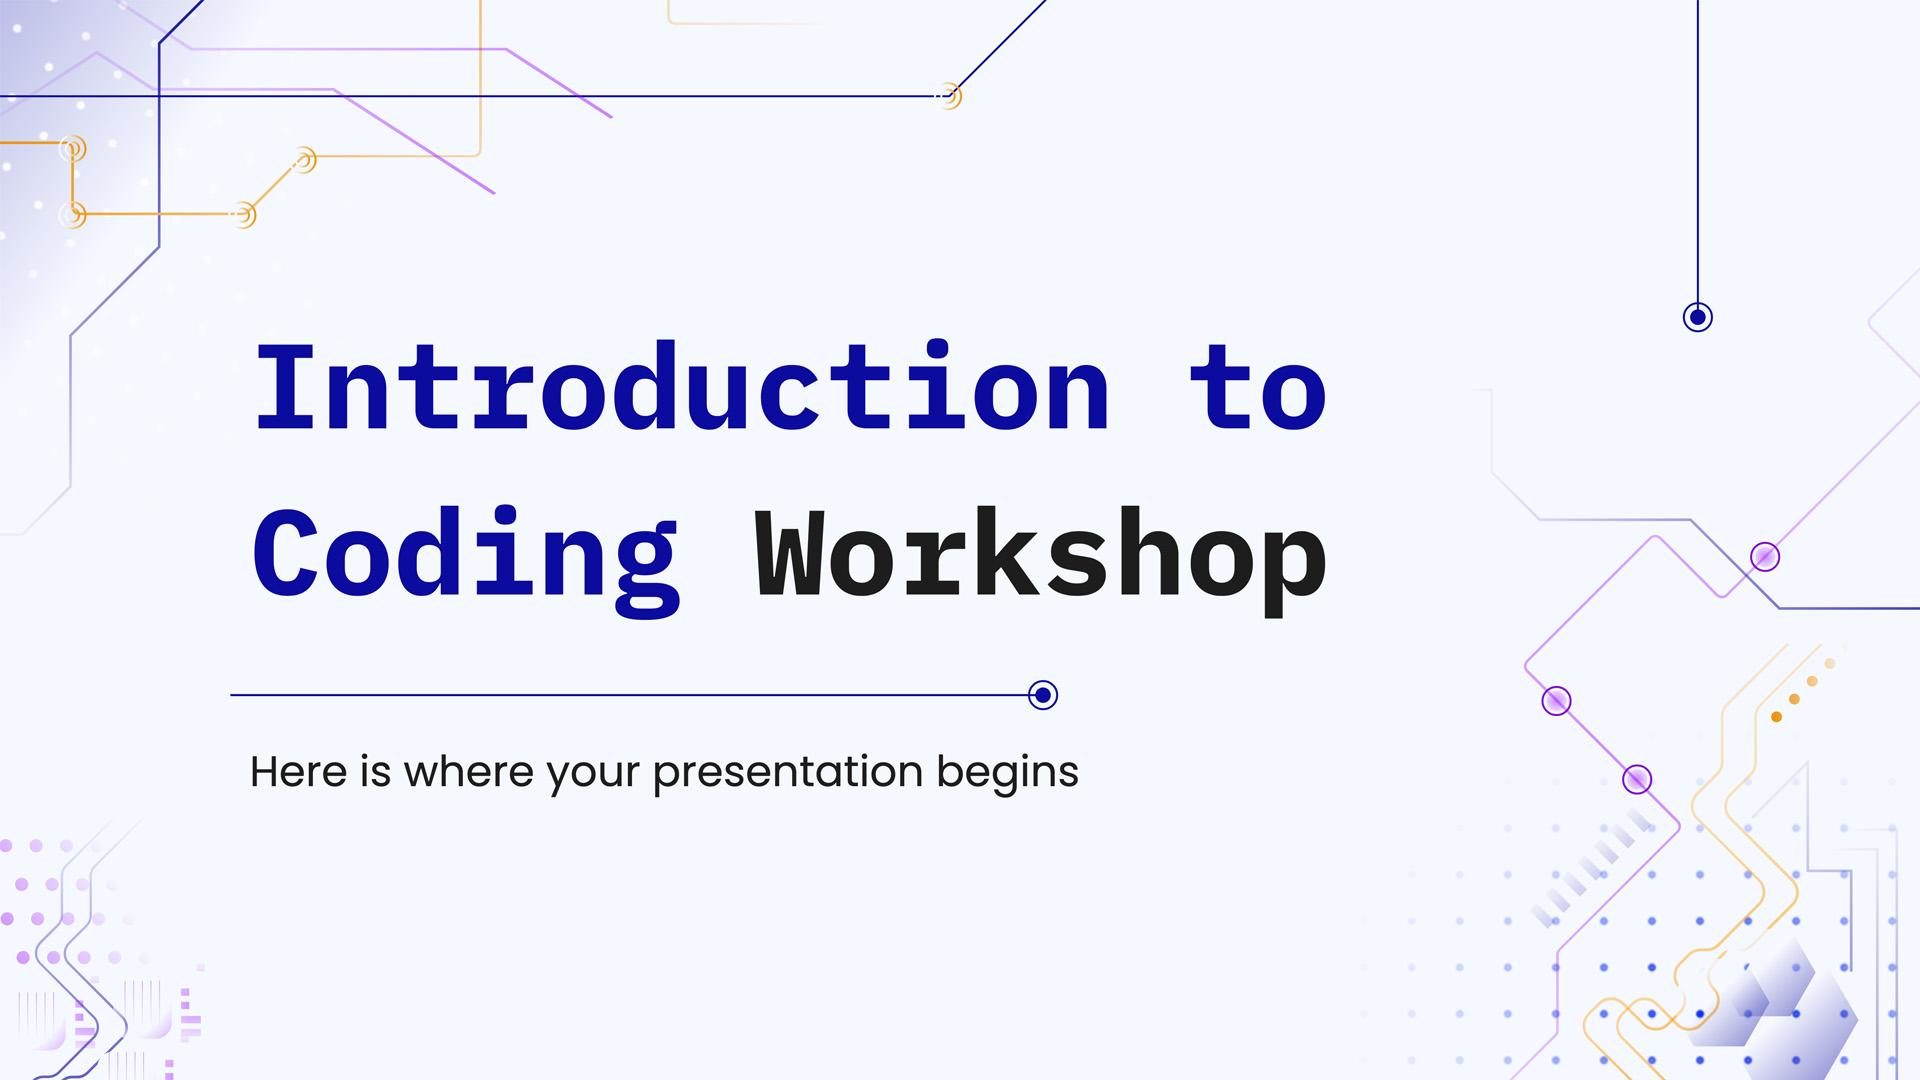 Introduction to
Coding Workshop
Here is where your presentation begins